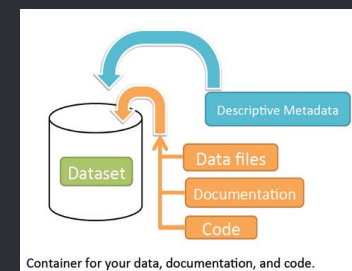 Descriptive Metadata
Data files
Dataset
Documentation
Code
Container for your data, documentation, and code.